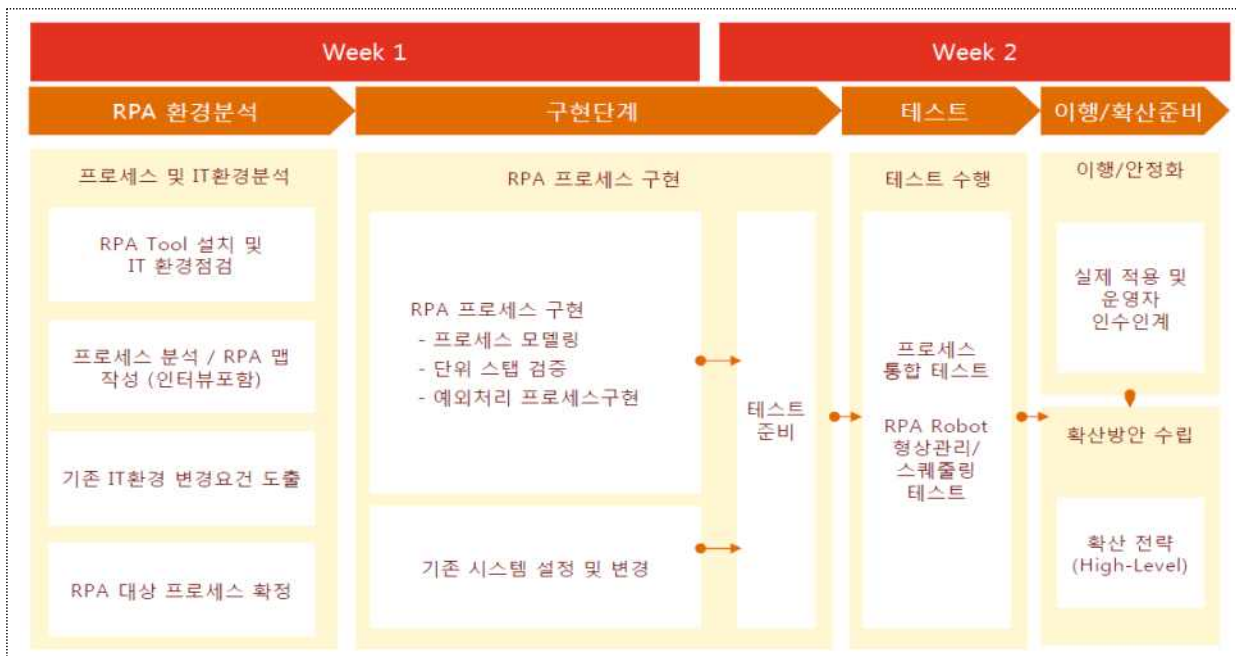 Week 1
Week 2
RPA 환경분석
구현단계
테스트
이행/확산준비
프로세스 및 IT환경분석
RPA Tool 설치 및
IT 환경점검
프로세스 분석 / RPA 맵
작성 (인터뷰포함)
기존 IT환경 변경요건 도출
RPA 대상 프로세스 확정
RPA 프로세스 구현
RPA 프로세스 구현
- 프로세스 모델링
- 단위 스탭 검증
- 예외처리 프로세스구현
기존 시스템 설정 및 변경
테스트
준비
테스트 수행
프로세스
통합 테스트
RPA Robot
형상관리/
스퀘줄링
테스트
이행/안정화
실제 적용 및
운영자
인수인계
확산방안 수립
확산 전략
(High-Level)